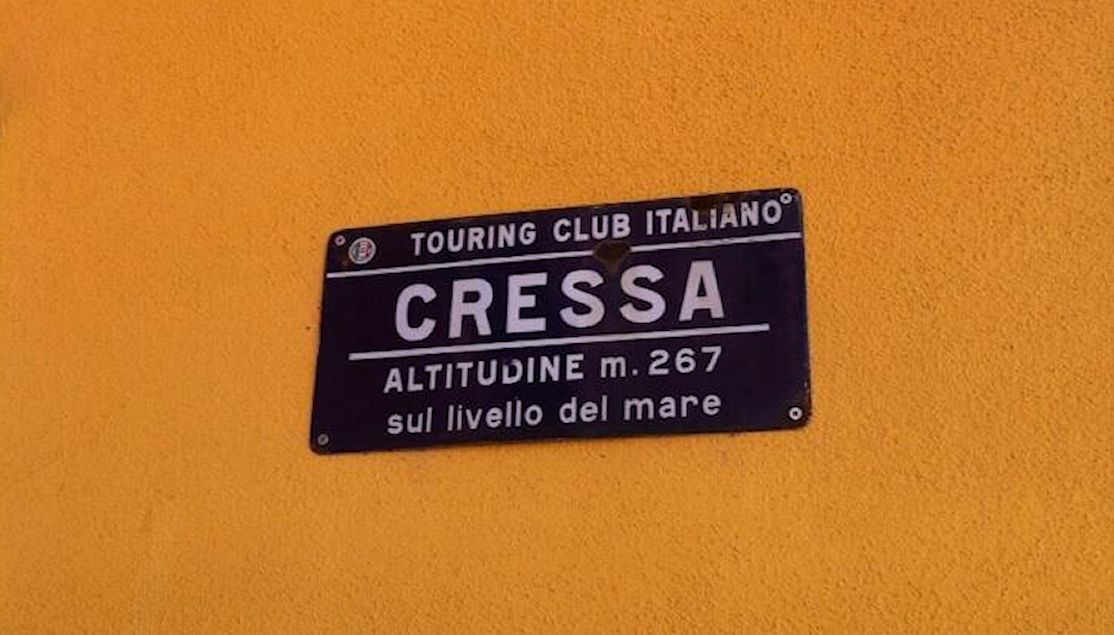 TOURING CLUB ITALIANO
CRESSA
ALTITUDINE m. 267
sul livello del mare